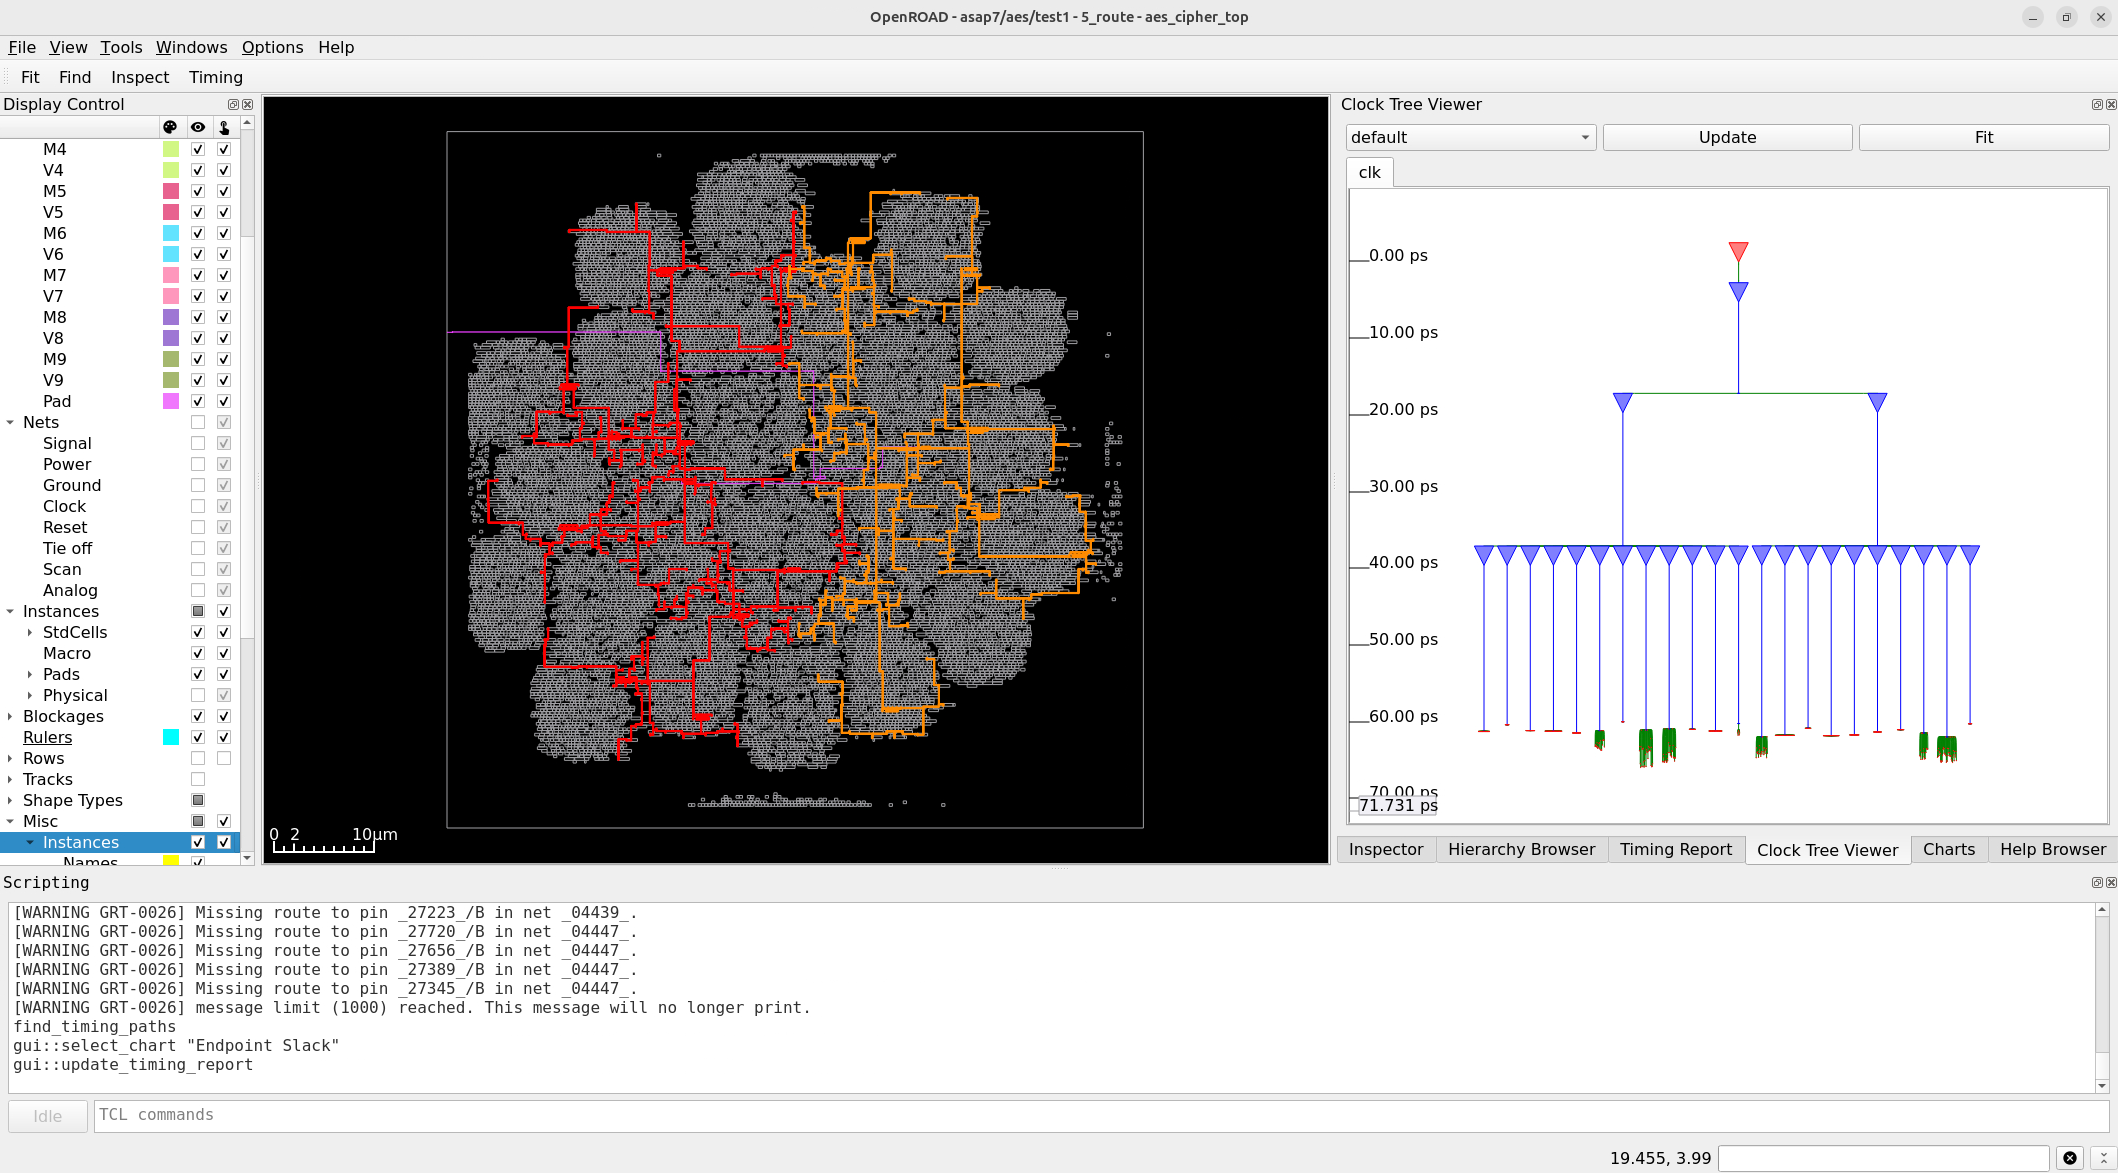 OpenROAD - asap7/aes/test1 - 5_route - aes_cipher_top
File View Tools Windows Options Help
Fit Find Inspect Timing
Display Control
M4
V4
M5
V5
M6
V6
M7
V7
M8
V8
M9
V9
Pad
Nets
Signal
Power
Ground
Clock
Reset
Tie off
Scan
Analog
Instances
StdCells
Macro
Pads
Physical
Blockages
Rulers
Rows
Tracks
Shape Types
Misc
Instances
Names
0 2 10μm
Clock Tree Viewer
default Update Fit
clk
0.00 ps
10.00 ps
20.00 ps
30.00 ps
40.00 ps
50.00 ps
60.00 ps
70.00 ps
71.731 ps
Inspector Hierarchy Browser Timing Report Clock Tree Viewer Charts Help Browser
Scripting
[WARNING GRT-0026] Missing route to pin _27223_/B in net _04439_.
[WARNING GRT-0026] Missing route to pin _27720_/B in net _04447_.
[WARNING GRT-0026] Missing route to pin _27656_/B in net _04447_.
[WARNING GRT-0026] Missing route to pin _27389_/B in net _04447_.
[WARNING GRT-0026] Missing route to pin _27345_/B in net _04447_.
[WARNING GRT-0026] message limit (1000) reached. This message will no longer print.
find_timing_paths
gui::select_chart "Endpoint Slack"
gui::update_timing_report
Idle TCL commands
19.455, 3.99